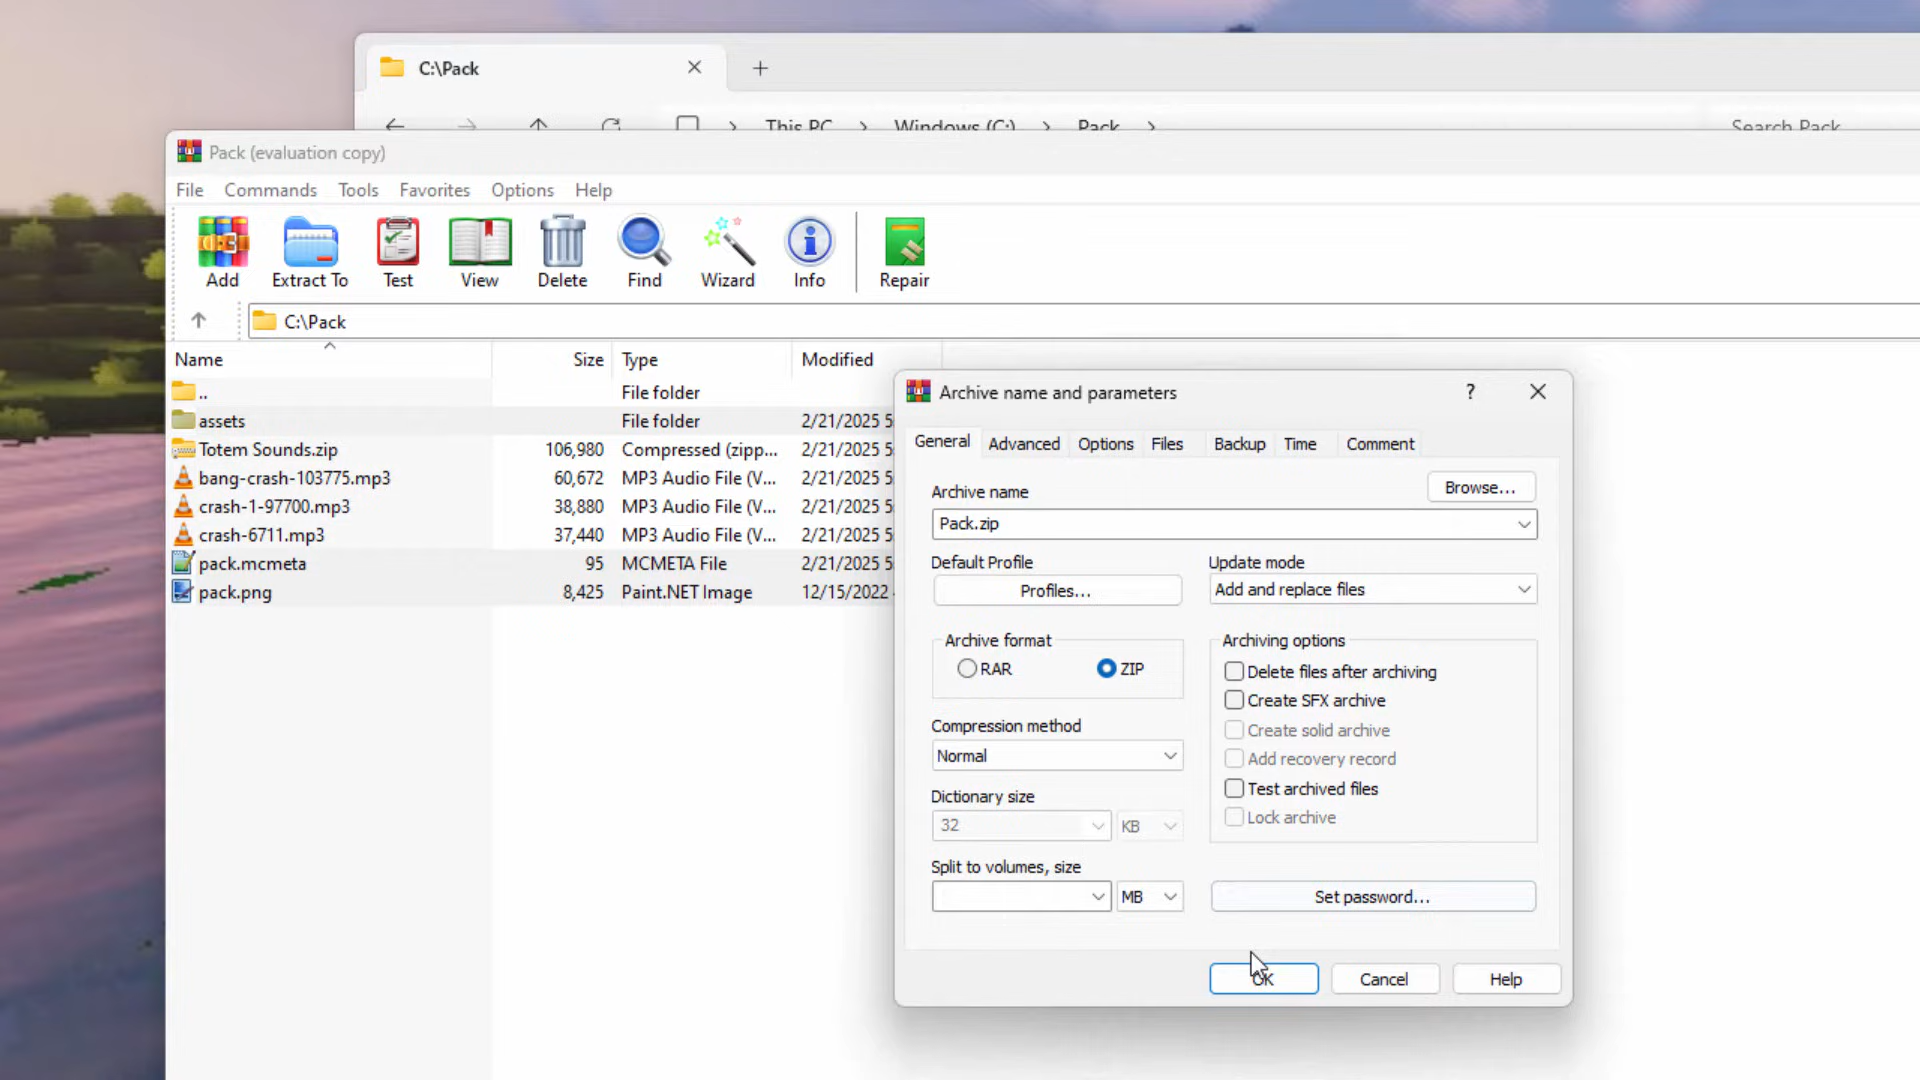 C:\Pack
This PC > Windows (C:) > Pack >
Search Pack
Pack (evaluation copy)
File Commands Tools Favorites Options Help
Add Extract To Test View Delete Find Wizard Info Repair
C:\Pack
Name Size Type Modified
.. File folder
assets File folder 2/21/2025 5
Totem Sounds.zip 106,980 Compressed (zipp... 2/21/2025 5
bang-crash-103775.mp3 60,672 MP3 Audio File (V... 2/21/2025 5
crash-1-97700.mp3 38,880 MP3 Audio File (V... 2/21/2025 5
crash-6711.mp3 37,440 MP3 Audio File (V... 2/21/2025 5
pack.mcmeta 95 MCMETA File 2/21/2025 5
pack.png 8,425 Paint.NET Image 12/15/2022
Archive name and parameters ?
General Advanced Options Files Backup Time Comment
Archive name
Browse...
Pack.zip
Default Profile
Profiles...
Update mode
Add and replace files
Archive format
RAR ZIP
Compression method
Normal
Dictionary size
32 KB
Split to volumes, size
MB
Archiving options
Delete files after archiving
Create SFX archive
Create solid archive
Add recovery record
Test archived files
Lock archive
Set password...
OK Cancel Help